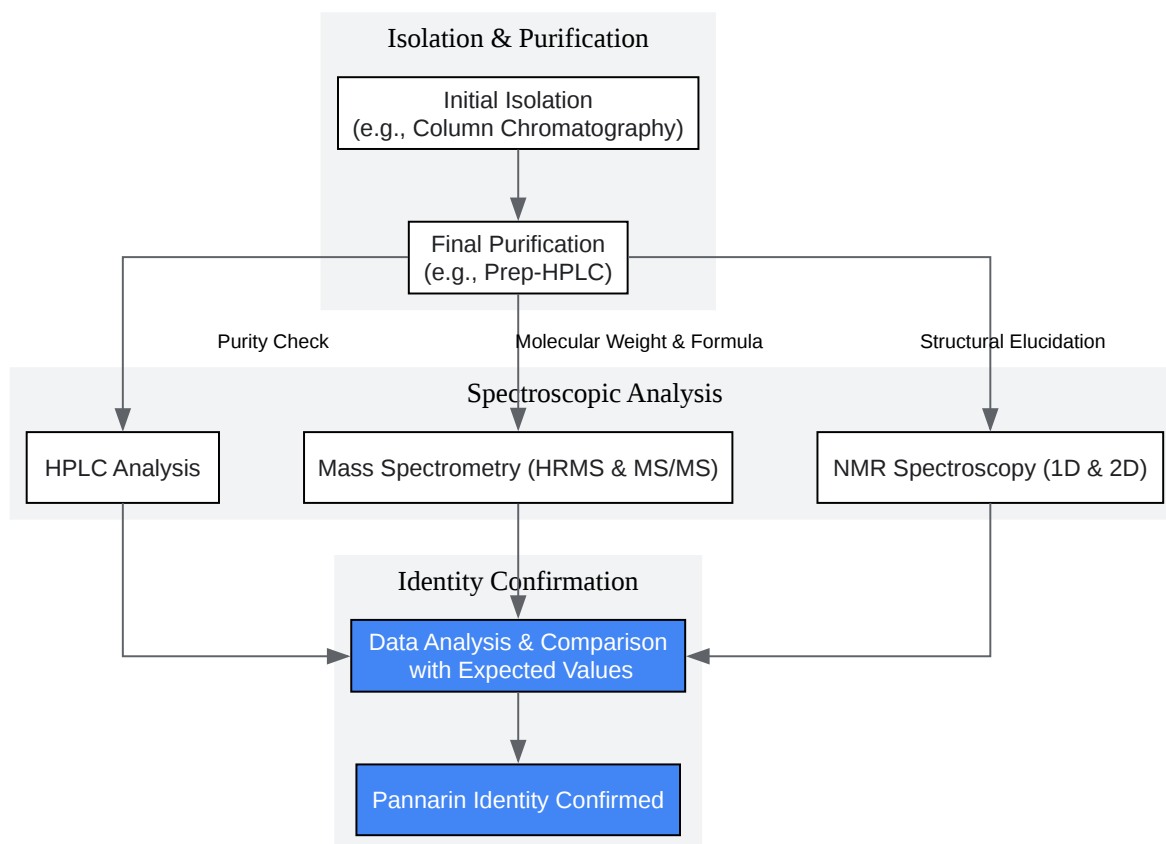 Isolation & Purification
Initial Isolation
(e.g., Column Chromatography)
Final Purification
(e.g., Prep-HPLC)
Purity Check
Molecular Weight & Formula
Structural Elucidation
Spectroscopic Analysis
HPLC Analysis
Mass Spectrometry (HRMS & MS/MS)
NMR Spectroscopy (1D & 2D)
Identity Confirmation
Data Analysis & Comparison
with Expected Values
Pannarin Identity Confirmed